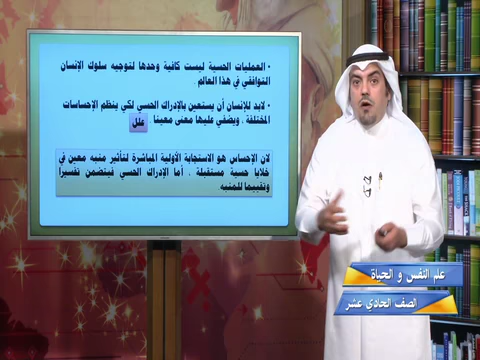 • العمليات الحسية ليست كافية وحدها لتوجيه سلوك الإنسان
التوافقي في هذا العالم .
• لابد للإنسان أن يستعين بالإدراك الحسي لكي ينظم الإحساسات
المختلفة ، ويضفي عليها معنى معينا علل
لان الإحساس هو الاستجابة الأولية المباشرة لتأثير منبه معين في
خلايا حسية مستقبلة ، أما الإدراك الحسي فيتضمن تفسيرا
وتقييما للمنبه
علم النفس و الحياة
الصف الحادي عشر